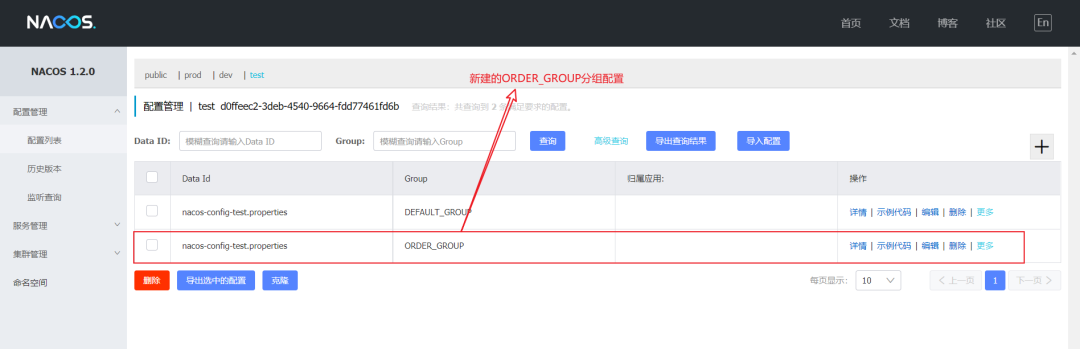 NACOS. 首页 文档 博客 社区 En
NACOS 1.2.0
配置管理
配置列表
历史版本
监听查询
服务管理
集群管理
命名空间
public | prod | dev | test
新建的ORDER_GROUP分组配置
配置管理 | test d0ffeec2-3deb-4540-9664-fdd77461fd6b 查询结果：共查询到 2 条满足要求的配置。
Data ID: 模糊查询请输入Data ID Group: 模糊查询请输入Group 查询 高级查询 导出查询结果 导入配置
Data Id Group 归属应用: 操作
nacos-config-test.properties DEFAULT_GROUP 详情 | 示例代码 | 编辑 | 删除 | 更多
nacos-config-test.properties ORDER_GROUP 详情 | 示例代码 | 编辑 | 删除 | 更多
删除 导出选中的配置 克隆 每页显示: 10 < 上一页 1 下一页 >